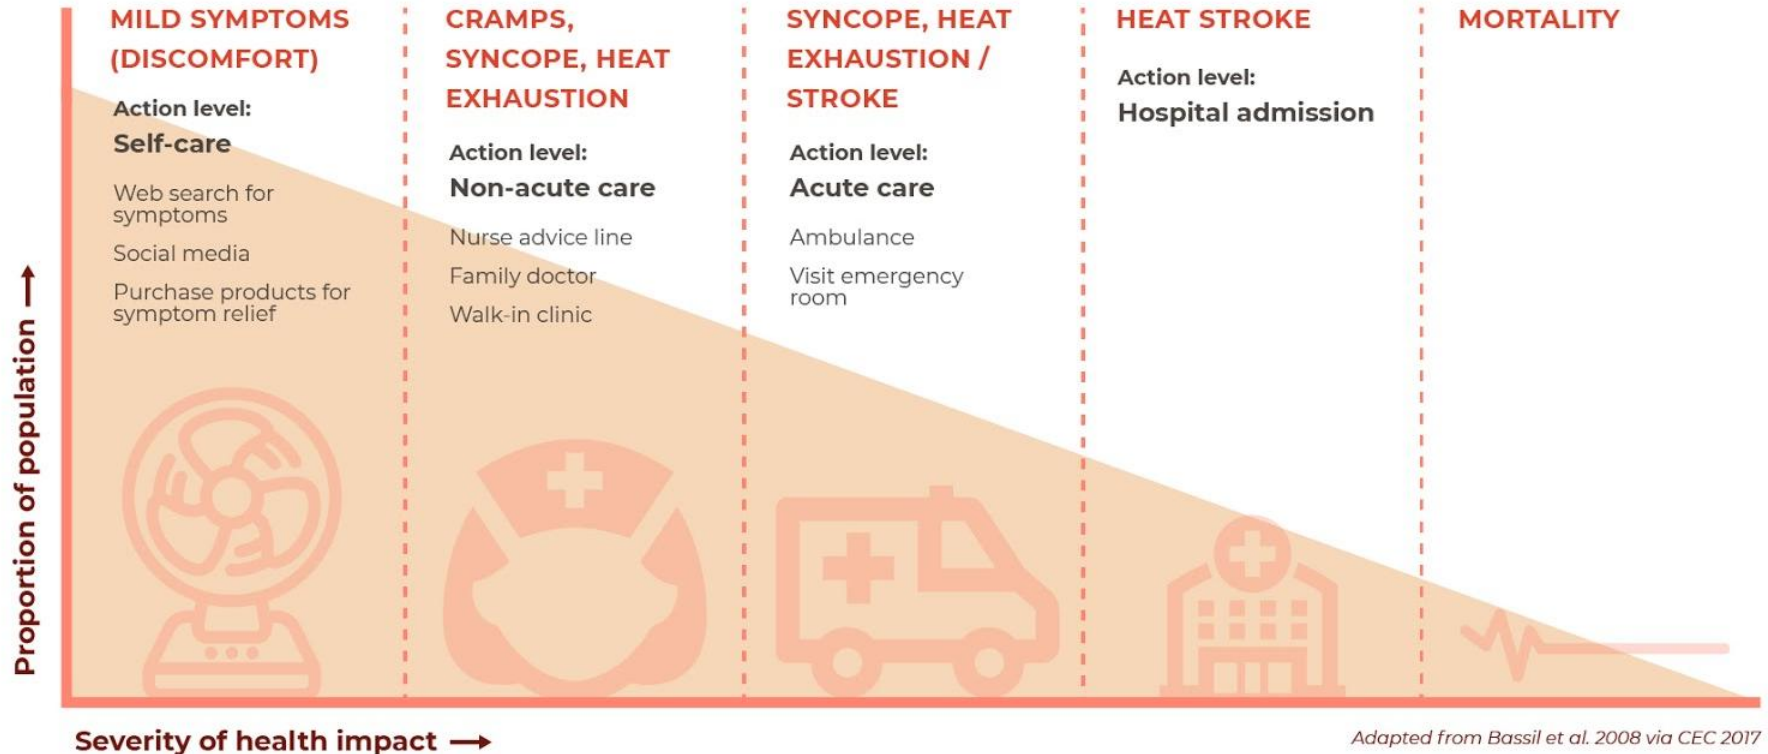 MILD SYMPTOMS
(DISCOMFORT)
Action level:
Self-care
Web search for
symptoms
Social media
Purchase products for
symptom relief
CRAMPS,
SYNCOPE, HEAT
EXHAUSTION
Action level:
Non-acute care
Nurse advice line
Family doctor
Walk-in clinic
SYNCOPE, HEAT
EXHAUSTION /
STROKE
Action level:
Acute care
Ambulance
Visit emergency
room
HEAT STROKE
Action level:
Hospital admission
MORTALITY
Proportion of population →
Severity of health impact →
Adapted from Bassil et al. 2008 via CEC 2017